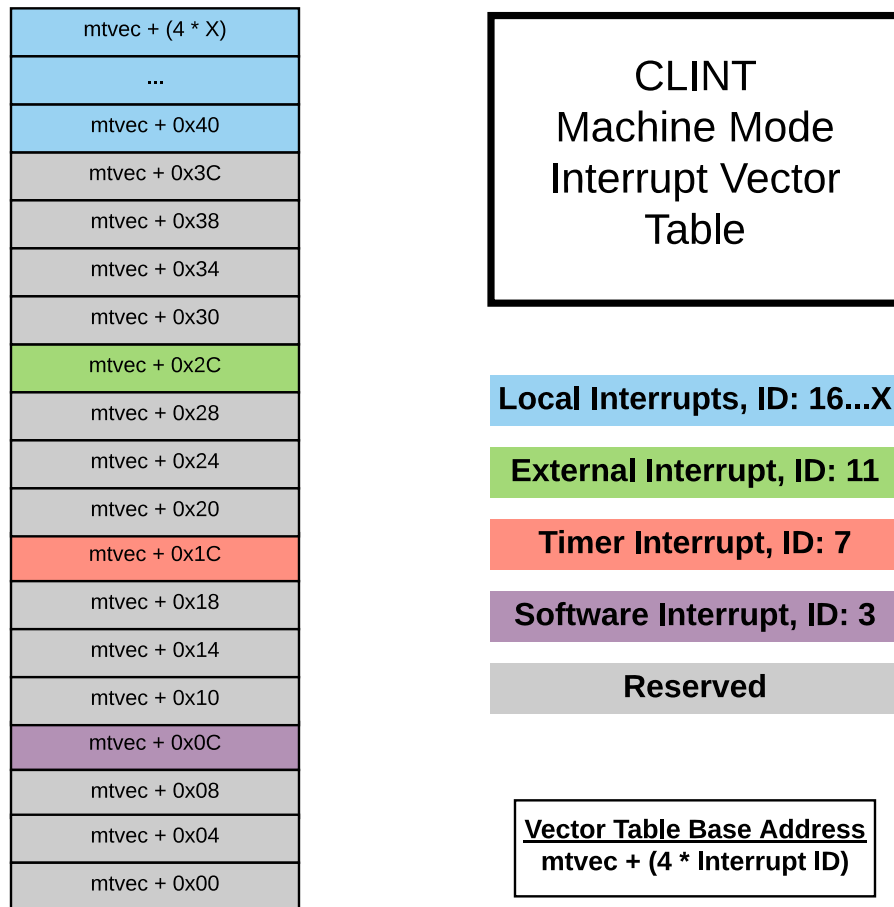 mtvec + (4 * X)
...
mtvec + 0x40
mtvec + 0x3C
mtvec + 0x38
mtvec + 0x34
mtvec + 0x30
mtvec + 0x2C
mtvec + 0x28
mtvec + 0x24
mtvec + 0x20
mtvec + 0x1C
mtvec + 0x18
mtvec + 0x14
mtvec + 0x10
mtvec + 0x0C
mtvec + 0x08
mtvec + 0x04
mtvec + 0x00
CLINT
Machine Mode
Interrupt Vector
Table
Local Interrupts, ID: 16...X
External Interrupt, ID: 11
Timer Interrupt, ID: 7
Software Interrupt, ID: 3
Reserved
Vector Table Base Address
mtvec + (4 * Interrupt ID)